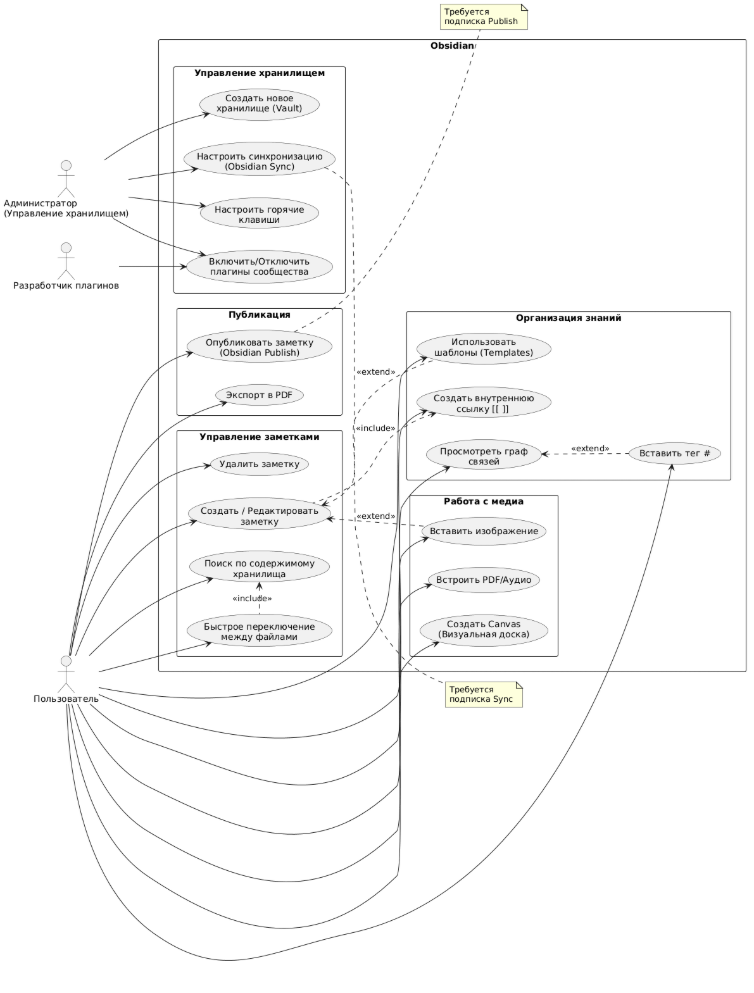 Требуется
подписка Publish
Obsidian
Управление хранилищем
Создать новое
хранилище (Vault)
Настроить синхронизацию
(Obsidian Sync)
Настроить горячие
клавиши
Включить/Отключить
плагины сообщества
Администратор
(Управление хранилищем)
Разработчик плагинов
Публикация
Опубликовать заметку
(Obsidian Publish)
Экспорт в PDF
Организация знаний
Использовать
шаблоны (Templates)
«extend»
Создать внутреннюю
ссылку [[ ]]
«include»
Просмотреть граф
связей
«extend»
Вставить тег #
Управление заметками
Удалить заметку
Создать / Редактировать
заметку
«extend»
Поиск по содержимому
хранилища
«include»
Быстрое переключение
между файлами
Работа с медиа
Вставить изображение
Встроить PDF/Аудио
Создать Canvas
(Визуальная доска)
Пользователь
Требуется
подписка Sync